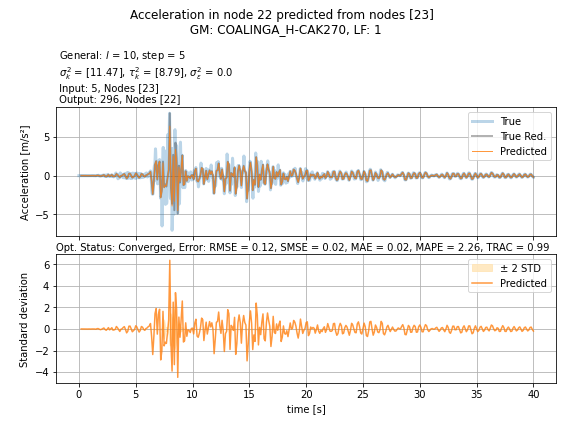 Acceleration in node 22 predicted from nodes [23]
GM: COALINGA_H-CAK270, LF: 1
General: l = 10, step = 5
σ²ₖ = [11.47], τ²ₖ = [8.79], σ²ε = 0.0
Input: 5, Nodes [23]
Output: 296, Nodes [22]
Acceleration [m/s²]
5
0
−5
True
True Red.
Predicted
Opt. Status: Converged, Error: RMSE = 0.12, SMSE = 0.02, MAE = 0.02, MAPE = 2.26, TRAC = 0.99
Standard deviation
6
4
2
0
−2
−4
± 2 STD
Predicted
0 5 10 15 20 25 30 35 40
time [s]